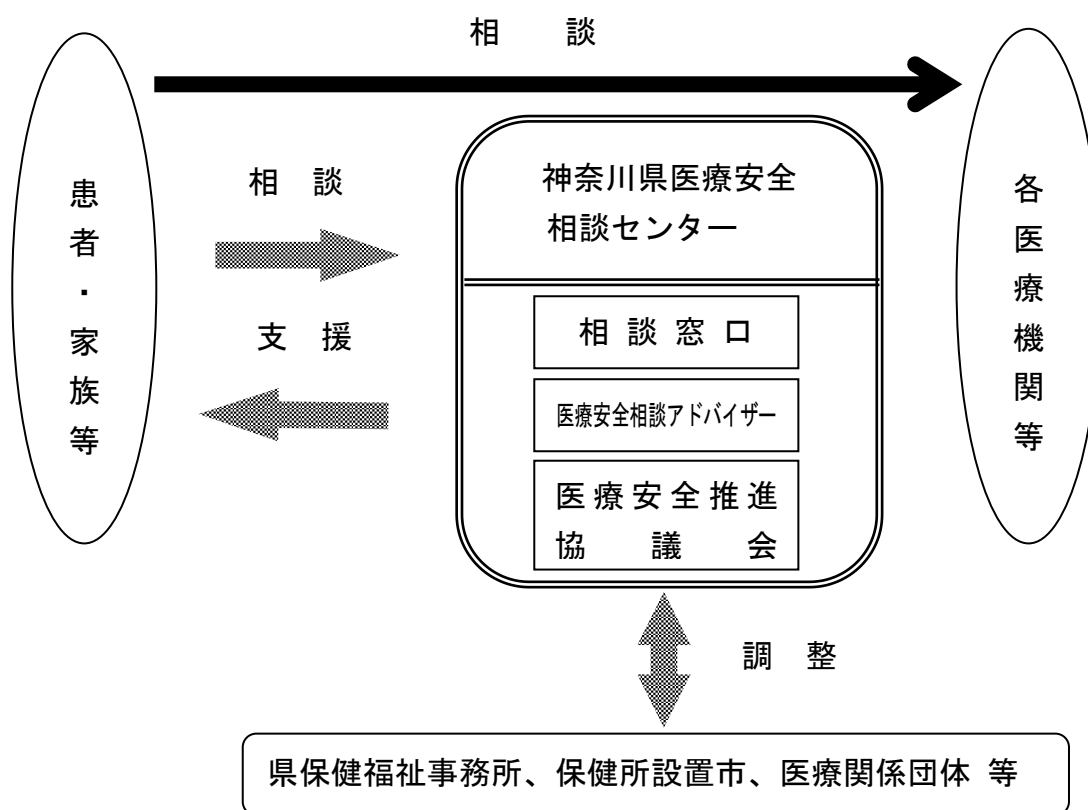 相　談
患者・家族等
相　談
支　援
神奈川県医療安全
相談センター
相談窓口
医療安全相談アドバイザー
医療安全推進
協議会
各医療機関等
調　整
県保健福祉事務所、保健所設置市、医療関係団体 等